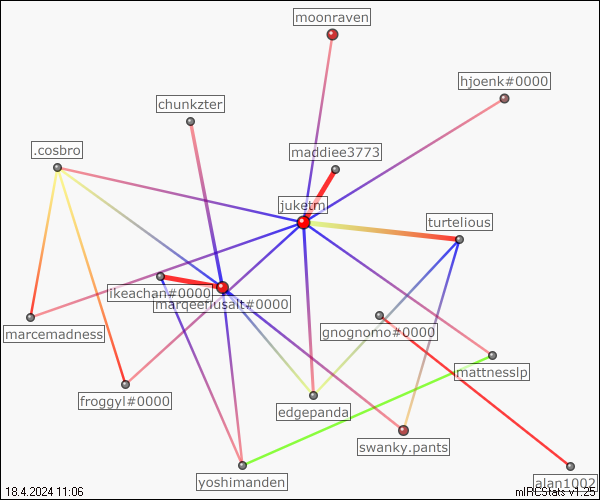 moonraven
hjoenk#0000
chunkzter
maddiee3773
.cosbro
juketm
turtelious
ikeachan#0000
marqeeflusalt#0000
marcemadness
gnognomo#0000
mattnesslp
froggyl#0000
edgepanda
swanky.pants
yoshimanden
alan1002
18.4.2024 11:06
mIRCStats v1.25